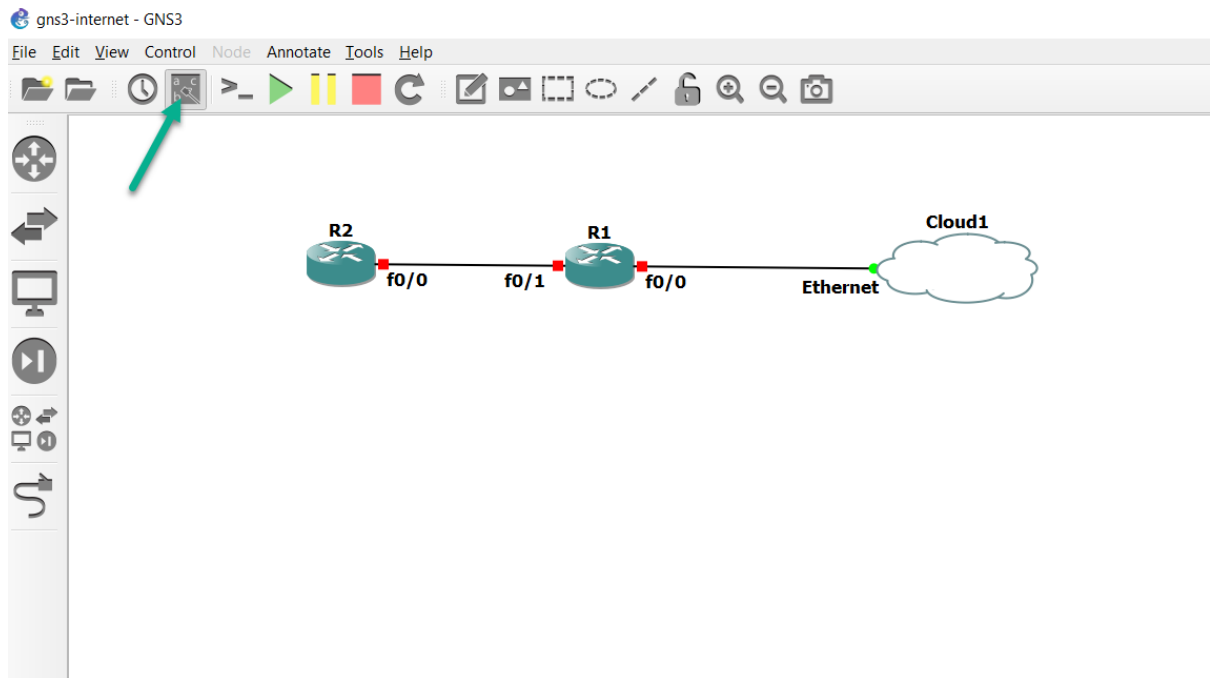 gns3-internet - GNS3
File Edit View Control Node Annotate Tools Help
a c
b
>_
R2
R1
Cloud1
f0/0
f0/1
f0/0
Ethernet